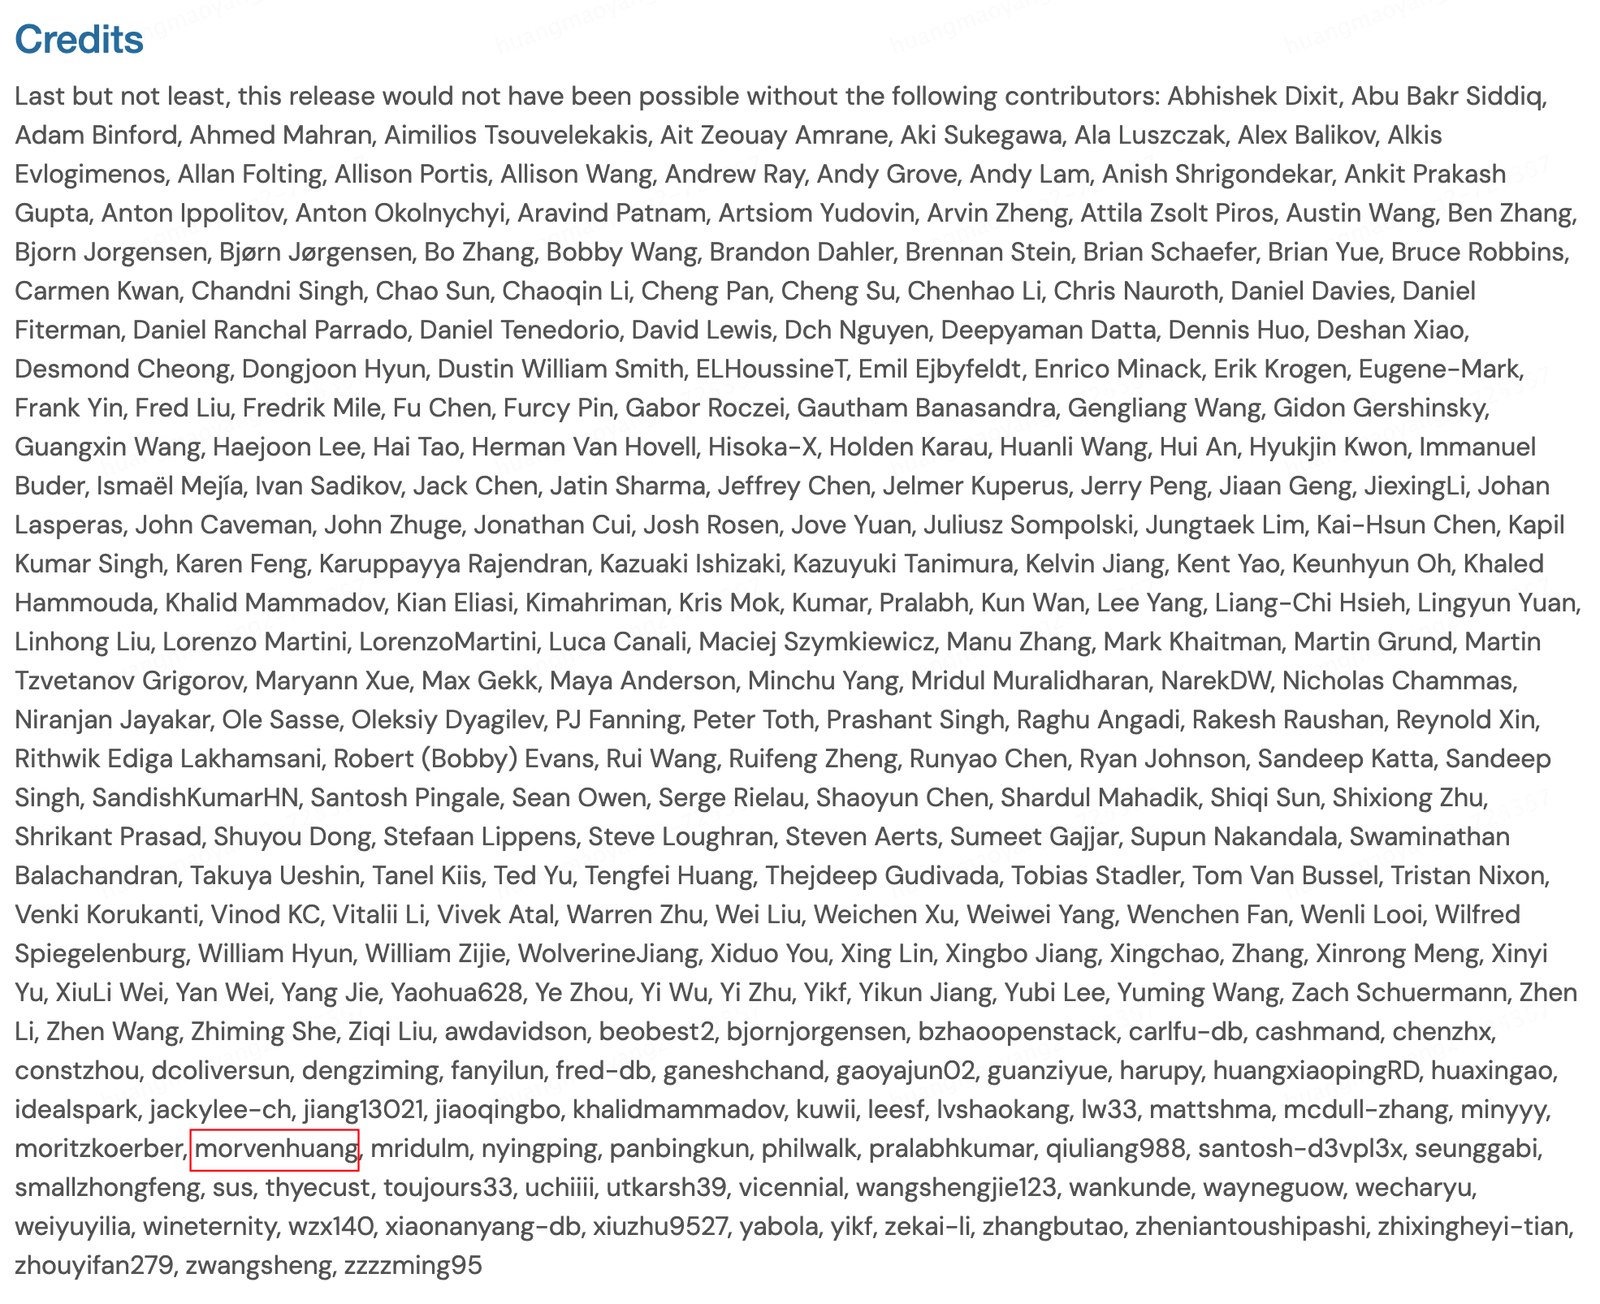 Credits
Last but not least, this release would not have been possible without the following contributors: Abhishek Dixit, Abu Bakr Siddiq,
Adam Binford, Ahmed Mahran, Aimilios Tsouvelekakis, Ait Zeouay Amrane, Aki Sukegawa, Ala Luszczak, Alex Balikov, Alkis
Evlogimenos, Allan Folting, Allison Portis, Allison Wang, Andrew Ray, Andy Grove, Andy Lam, Anish Shrigondekar, Ankit Prakash
Gupta, Anton Ippolitov, Anton Okolnychyi, Aravind Patnam, Artsiom Yudovin, Arvin Zheng, Attila Zsolt Piros, Austin Wang, Ben Zhang,
Bjorn Jorgensen, Bjørn Jørgensen, Bo Zhang, Bobby Wang, Brandon Dahler, Brennan Stein, Brian Schaefer, Brian Yue, Bruce Robbins,
Carmen Kwan, Chandni Singh, Chao Sun, Chaoqin Li, Cheng Pan, Cheng Su, Chenhao Li, Chris Nauroth, Daniel Davies, Daniel
Fiterman, Daniel Ranchal Parrado, Daniel Tenedorio, David Lewis, Dch Nguyen, Deepyaman Datta, Dennis Huo, Deshan Xiao,
Desmond Cheong, Dongjoon Hyun, Dustin William Smith, ELHoussineT, Emil Ejbyfeldt, Enrico Minack, Erik Krogen, Eugene-Mark,
Frank Yin, Fred Liu, Fredrik Mile, Fu Chen, Furcy Pin, Gabor Roczei, Gautham Banasandra, Gengliang Wang, Gidon Gershinsky,
Guangxin Wang, Haejoon Lee, Hai Tao, Herman Van Hovell, Hisoka-X, Holden Karau, Huanli Wang, Hui An, Hyukjin Kwon, Immanuel
Buder, Ismaël Mejía, Ivan Sadikov, Jack Chen, Jatin Sharma, Jeffrey Chen, Jelmer Kuperus, Jerry Peng, Jiaan Geng, JiexingLi, Johan
Lasperas, John Caveman, John Zhuge, Jonathan Cui, Josh Rosen, Jove Yuan, Juliusz Sompolski, Jungtaek Lim, Kai-Hsun Chen, Kapil
Kumar Singh, Karen Feng, Karuppayya Rajendran, Kazuaki Ishizaki, Kazuyuki Tanimura, Kelvin Jiang, Kent Yao, Keunhyun Oh, Khaled
Hammouda, Khalid Mammadov, Kian Eliasi, Kimahriman, Kris Mok, Kumar, Pralabh, Kun Wan, Lee Yang, Liang-Chi Hsieh, Lingyun Yuan,
Linhong Liu, Lorenzo Martini, LorenzoMartini, Luca Canali, Maciej Szymkiewicz, Manu Zhang, Mark Khaitman, Martin Grund, Martin
Tzvetanov Grigorov, Maryann Xue, Max Gekk, Maya Anderson, Minchu Yang, Mridul Muralidharan, NarekDW, Nicholas Chammas,
Niranjan Jayakar, Ole Sasse, Oleksiy Dyagilev, PJ Fanning, Peter Toth, Prashant Singh, Raghu Angadi, Rakesh Raushan, Reynold Xin,
Rithwik Ediga Lakhamsani, Robert (Bobby) Evans, Rui Wang, Ruifeng Zheng, Runyao Chen, Ryan Johnson, Sandeep Katta, Sandeep
Singh, SandishKumarHN, Santosh Pingale, Sean Owen, Serge Rielau, Shaoyun Chen, Shardul Mahadik, Shiqi Sun, Shixiong Zhu,
Shrikant Prasad, Shuyou Dong, Stefaan Lippens, Steve Loughran, Steven Aerts, Sumeet Gajjar, Supun Nakandala, Swaminathan
Balachandran, Takuya Ueshin, Tanel Kiis, Ted Yu, Tengfei Huang, Thejdeep Gudivada, Tobias Stadler, Tom Van Bussel, Tristan Nixon,
Venki Korukanti, Vinod KC, Vitalii Li, Vivek Atal, Warren Zhu, Wei Liu, Weichen Xu, Weiwei Yang, Wenchen Fan, Wenli Looi, Wilfred
Spiegelenburg, William Hyun, William Zijie, WolverineJiang, Xiduo You, Xing Lin, Xingbo Jiang, Xingchao, Zhang, Xinrong Meng, Xinyi
Yu, XiuLi Wei, Yan Wei, Yang Jie, Yaohua628, Ye Zhou, Yi Wu, Yi Zhu, Yikf, Yikun Jiang, Yubi Lee, Yuming Wang, Zach Schuermann, Zhen
Li, Zhen Wang, Zhiming She, Ziqi Liu, awdavidson, beobest2, bjornjorgensen, bzhaoopenstack, carlfu-db, cashmand, chenzhx,
constzhou, dcoliversun, dengziming, fanyilun, fred-db, ganeshchand, gaoyajun02, guanziyue, harupy, huangxiaopingRD, huaxingao,
idealspark, jackylee-ch, jiang13021, jiaoqingbo, khalidmammadov, kuwii, leesf, lvshaokang, lw33, mattshma, mcdull-zhang, minyyy,
moritzkoerber, morvenhuang, mridulm, nyingping, panbingkun, philwalk, pralabhkumar, qiuliang988, santosh-d3vpl3x, seunggabi,
smallzhongfeng, sus, thyecust, toujours33, uchiiii, utkarsh39, vicennial, wangshengjie123, wankunde, wayneguow, wecharyu,
weiyuyilia, wineternity, wzx140, xiaonanyang-db, xiuzhu9527, yabola, yikf, zekai-li, zhangbutao, zheniantoushipashi, zhixingheyi-tian,
zhouyifan279, zwangsheng, zzzzming95